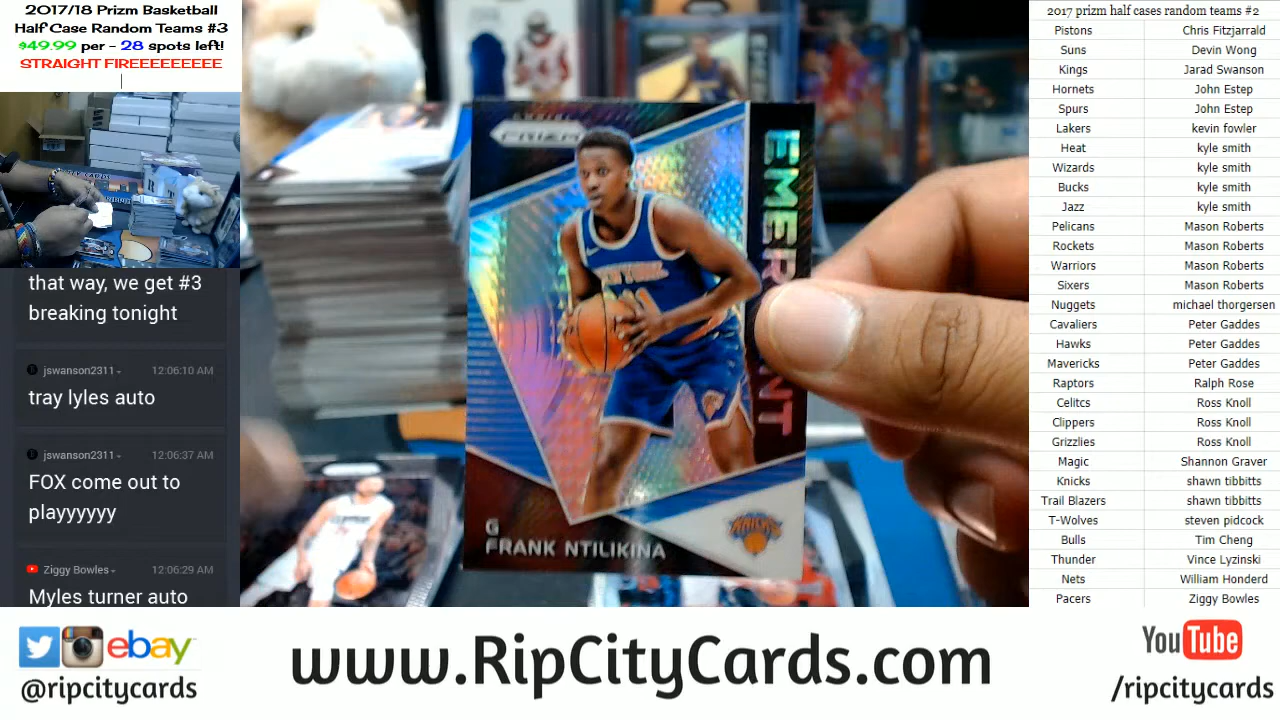 2017/18 Prizm Basketball
Half Case Random Teams #3
$49.99 per - 28 spots left!
STRAIGHT FIREEEEEEEEE
that way, we get #3
breaking tonight
jswanson2311
12:06:10 AM
tray lyles auto
jswanson2311
12:06:37 AM
FOX come out to
playyyyyy
Ziggy Bowles
12:06:29 AM
Myles turner auto
PRIZM
NEW YORK
G
FRANK NTILIKINA
KNICKS
2017 prizm half cases random teams #2
Pistons Chris Fitzjarrald
Suns Devin Wong
Kings Jarad Swanson
Hornets John Estep
Spurs John Estep
Lakers kevin fowler
Heat kyle smith
Wizards kyle smith
Bucks kyle smith
Jazz kyle smith
Pelicans Mason Roberts
Rockets Mason Roberts
Warriors Mason Roberts
Sixers Mason Roberts
Nuggets michael thorgersen
Cavaliers Peter Gaddes
Hawks Peter Gaddes
Mavericks Peter Gaddes
Raptors Ralph Rose
Celitcs Ross Knoll
Clippers Ross Knoll
Grizzlies Ross Knoll
Magic Shannon Graver
Knicks shawn tibbitts
Trail Blazers shawn tibbitts
T-Wolves steven pidcock
Bulls Tim Cheng
Thunder Vince Lyzinski
Nets William Honderd
Pacers Ziggy Bowles
ebay
@ripcitycards
www.RipCityCards.com
YouTube
/ripcitycards